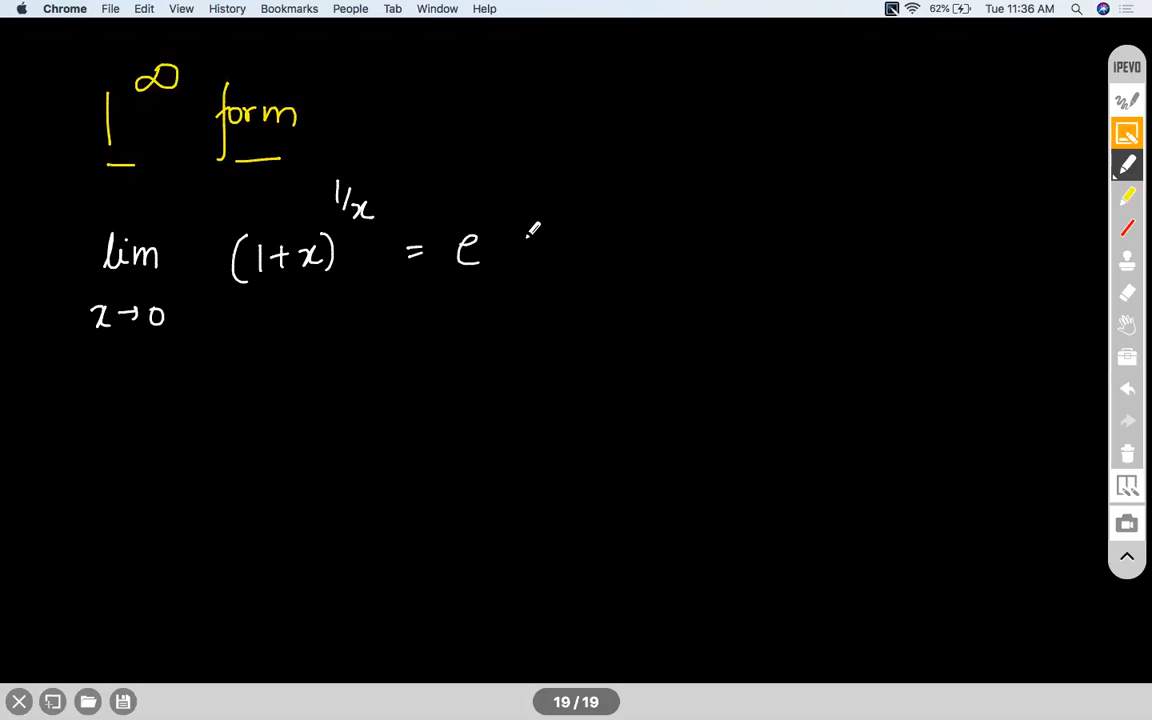 Chrome File Edit View History Bookmarks People Tab Window Help 62% Tue 11:36 AM
IPEVO
1^∞ form
lim (1+x)^1/x = e
x→0
19 / 19